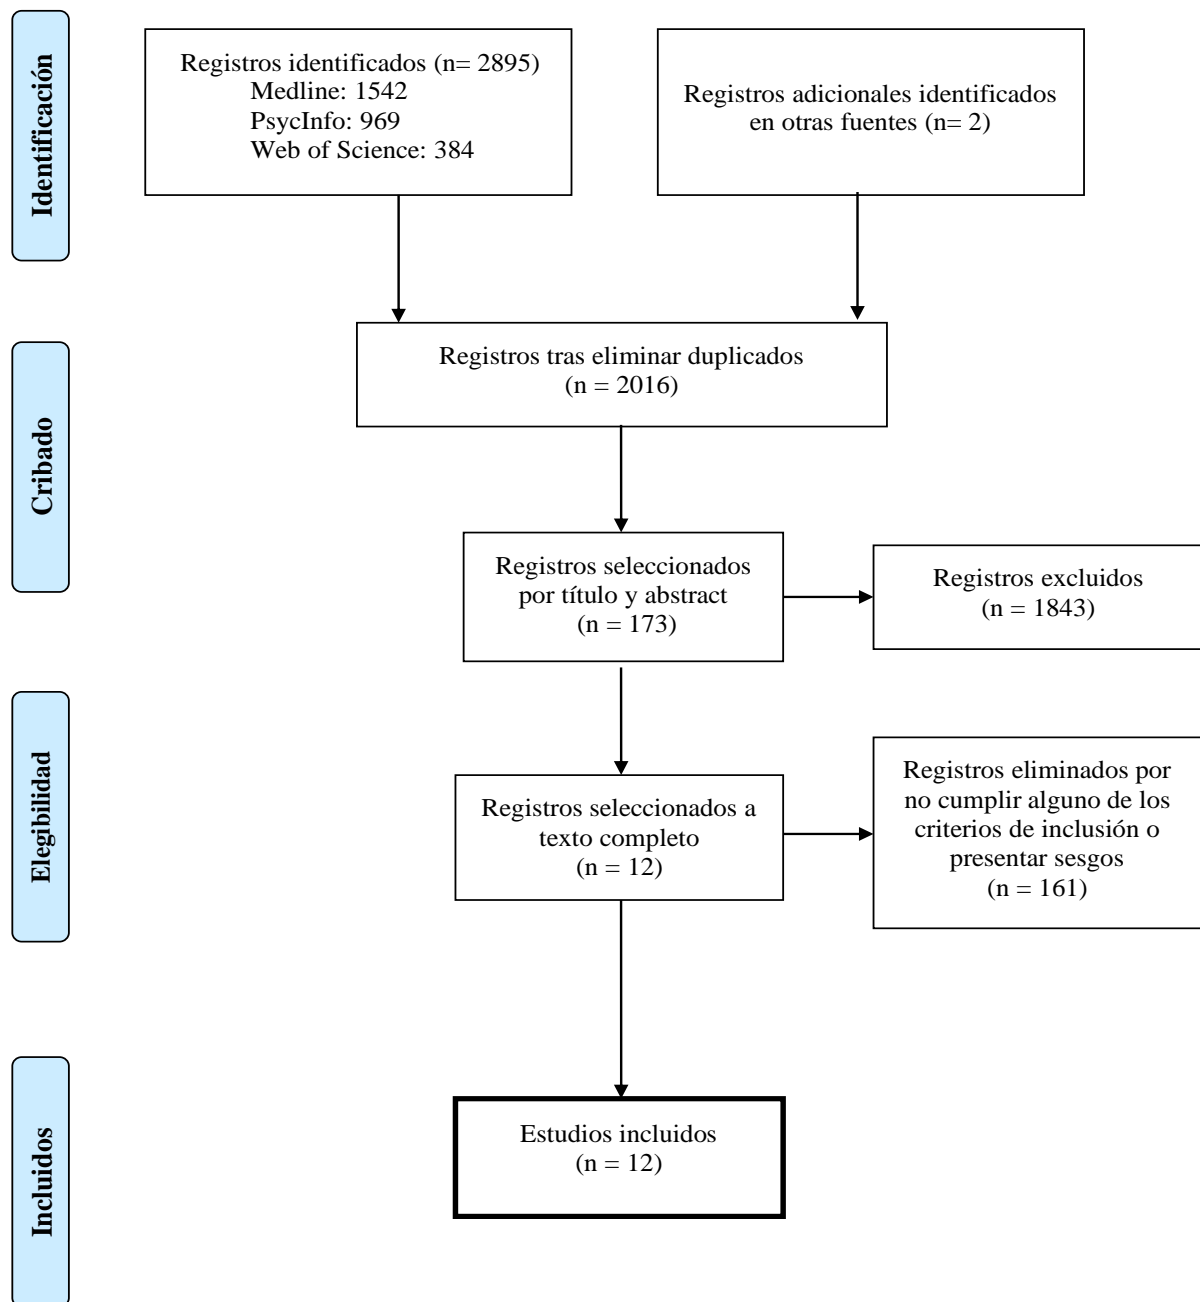 Identificación
Registros identificados (n= 2895)
Medline: 1542
PsycInfo: 969
Web of Science: 384
Registros adicionales identificados
en otras fuentes (n= 2)
Cribado
Registros tras eliminar duplicados
(n = 2016)
Registros seleccionados
por título y abstract
(n = 173)
Registros excluidos
(n = 1843)
Elegibilidad
Registros seleccionados a
texto completo
(n = 12)
Registros eliminados por
no cumplir alguno de los
criterios de inclusión o
presentar sesgos
(n = 161)
Incluidos
Estudios incluidos
(n = 12)